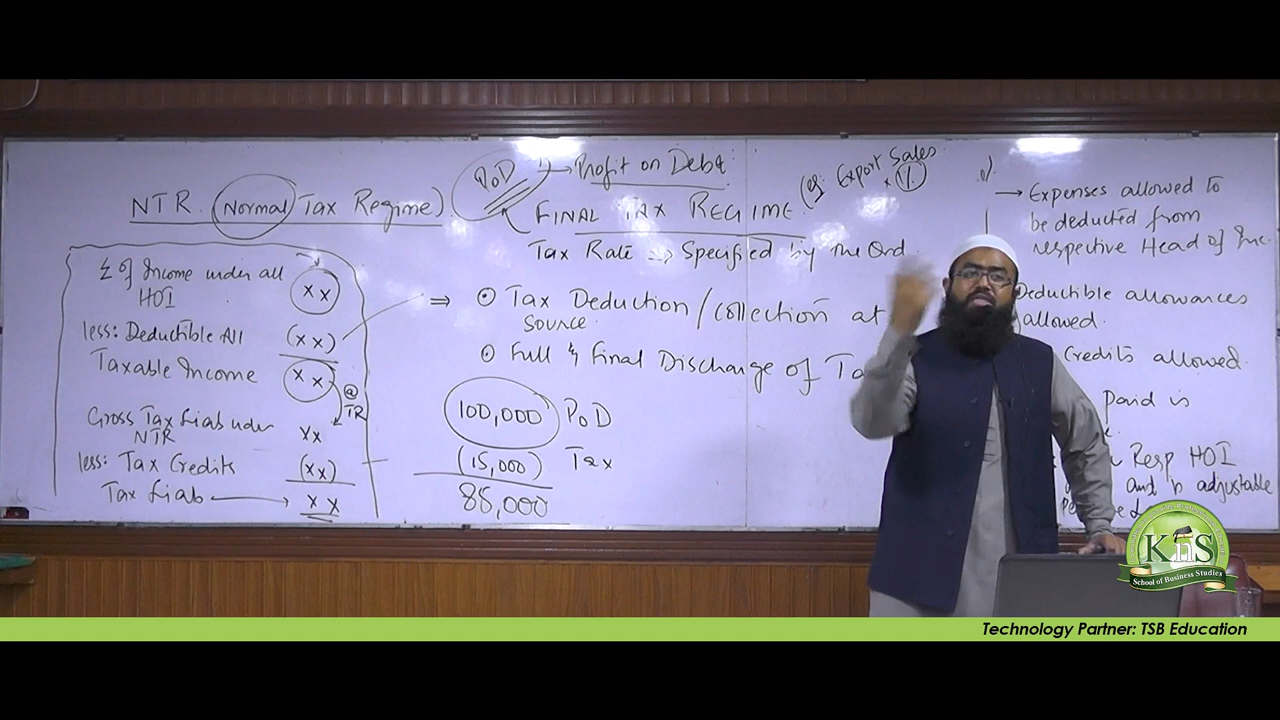 NTR (Normal Tax Regime)
Σ of Income under all (xx)
HOI
less: Deductible All (xx)
Taxable Income xx
@
TR
Gross Tax Liab under xx
NTR
less: Tax Credits (xx)
Tax Liab → xx
PoD → Profit on Debt
FINAL TAX REGIME (eg: Export Sales
x 1%)
Tax Rate => Specified by the Ord.
⇒ Tax Deduction/collection at
source.
Full & Final Discharge of
100,000 PoD
(15,000) Tax
85,000
→ Expenses allowed to
be deducted from
respective Head of Inc.
Deductible allowances
allowed.
Credits allowed.
paid is
Resp HOI
and is adjustable
KnS
School of Business Studies
Technology Partner: TSB Education